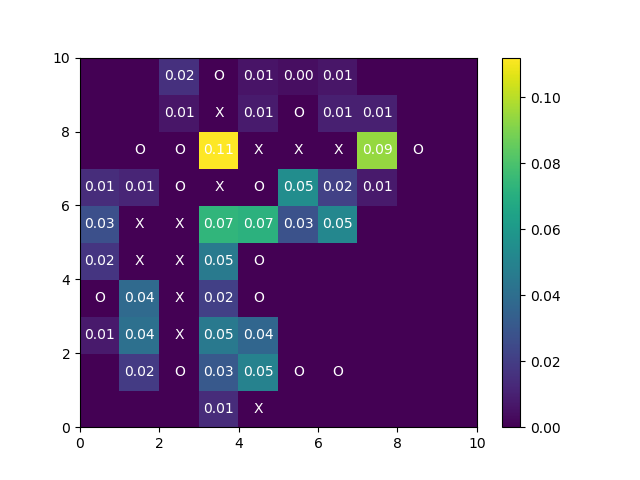 10
0.02 O 0.01 0.00 0.01
0.01 X 0.01 O 0.01 0.01
8
O O 0.11 X X X 0.09 O
0.01 0.01 O X O 0.05 0.02 0.01
6
0.03 X X 0.07 0.07 0.03 0.05
0.02 X X 0.05 O
4
O 0.04 X 0.02 O
0.01 0.04 X 0.05 0.04
2
0.02 O 0.03 0.05 O O
0.01 X
0
0 2 4 6 8 10
0.10
0.08
0.06
0.04
0.02
0.00